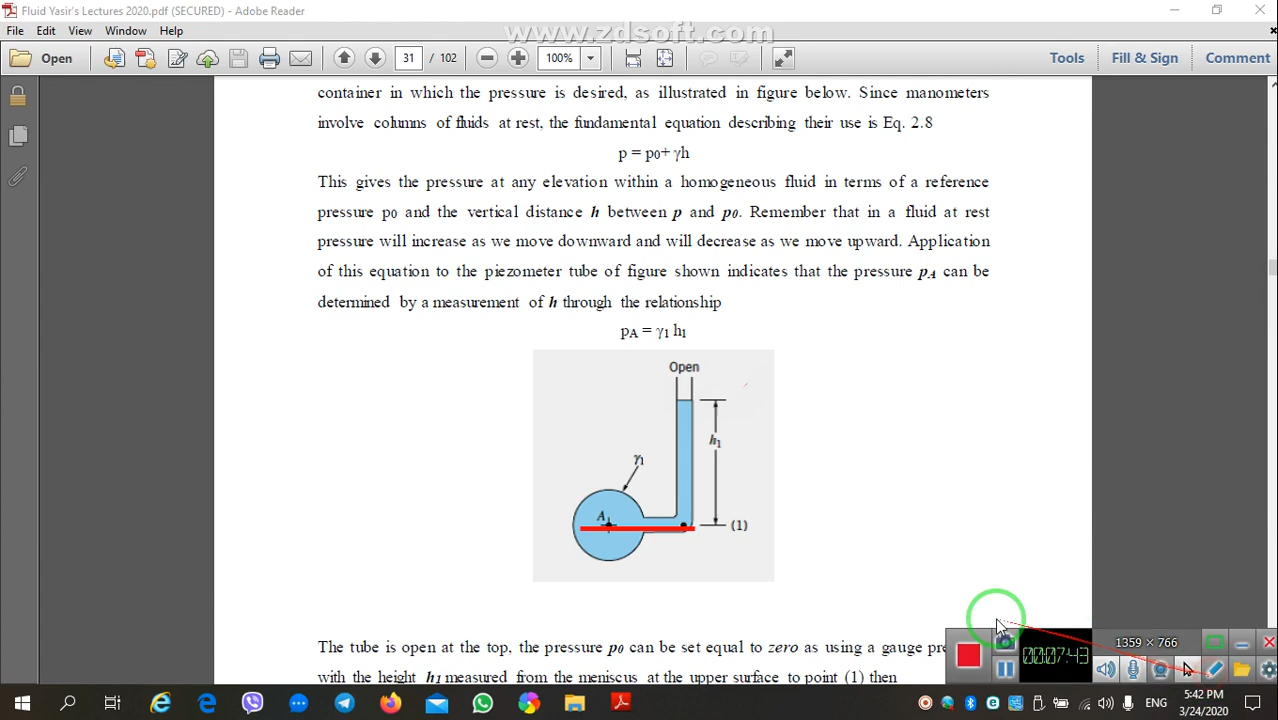 Fluid Yasir's Lectures 2020.pdf (SECURED) - Adobe Reader
File Edit View Window Help
www.zdsoft.com
Open 31 / 102 100% Tools Fill & Sign Comment
container in which the pressure is desired, as illustrated in figure below. Since manometers
involve columns of fluids at rest, the fundamental equation describing their use is Eq. 2.8
p = p0+ γh
This gives the pressure at any elevation within a homogeneous fluid in terms of a reference
pressure p0 and the vertical distance h between p and p0. Remember that in a fluid at rest
pressure will increase as we move downward and will decrease as we move upward. Application
of this equation to the piezometer tube of figure shown indicates that the pressure pA can be
determined by a measurement of h through the relationship
pA = γ1 h1
Open
h1
γ1
A
(1)
The tube is open at the top, the pressure p0 can be set equal to zero as using a gauge pre
with the height h1 measured from the meniscus at the upper surface to point (1) then
1359 × 766
00:07:43
ENG
5:42 PM
3/24/2020